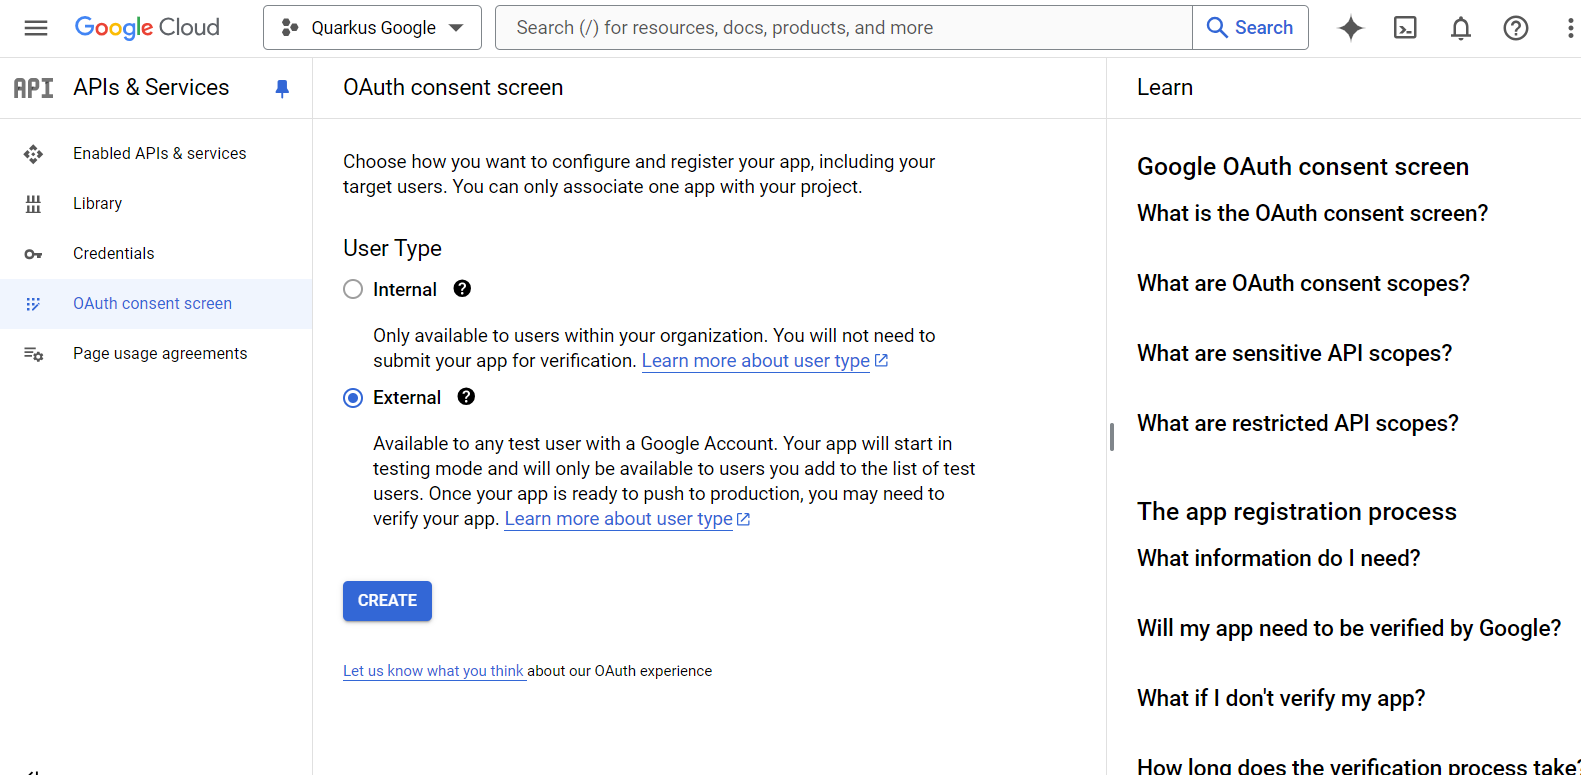 Google Cloud
Quarkus Google
Search (/) for resources, docs, products, and more
Search
API
APIs & Services
Enabled APIs & services
Library
Credentials
OAuth consent screen
Page usage agreements
OAuth consent screen
Choose how you want to configure and register your app, including your
target users. You can only associate one app with your project.
User Type
Internal
Only available to users within your organization. You will not need to
submit your app for verification. Learn more about user type
External
Available to any test user with a Google Account. Your app will start in
testing mode and will only be available to users you add to the list of test
users. Once your app is ready to push to production, you may need to
verify your app. Learn more about user type
CREATE
Let us know what you think about our OAuth experience
Learn
Google OAuth consent screen
What is the OAuth consent screen?
What are OAuth consent scopes?
What are sensitive API scopes?
What are restricted API scopes?
The app registration process
What information do I need?
Will my app need to be verified by Google?
What if I don't verify my app?
How long does the verification process take?